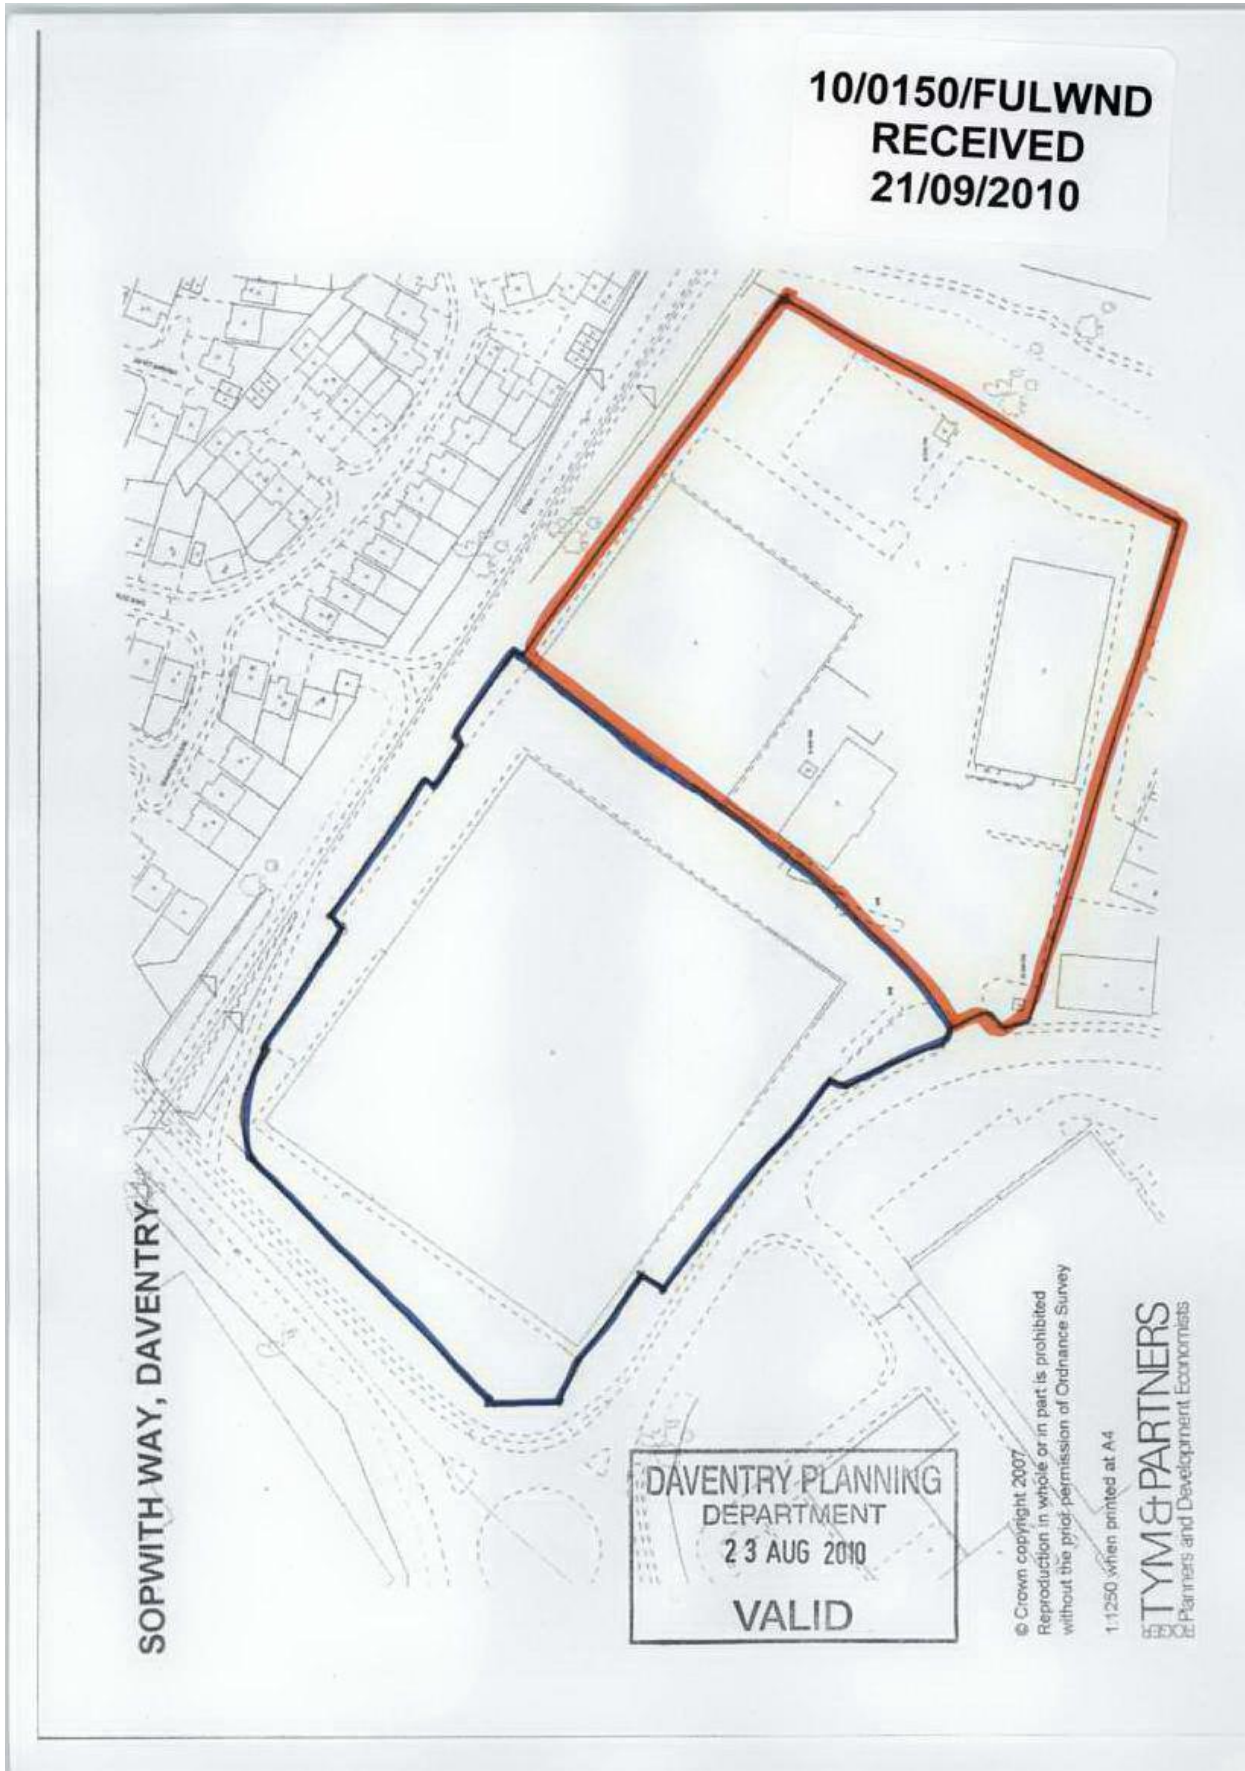 10/0150/FULWND
RECEIVED
21/09/2010
SOPWITH WAY, DAVENTRY
DAVENTRY PLANNING
DEPARTMENT
23 AUG 2010
VALID
© Crown copyright 2007
Reproduction in whole or in part is prohibited
without the prior permission of Ordnance Survey
1:1250 when printed at A4
ROGER TYM & PARTNERS
Planners and Development Economists